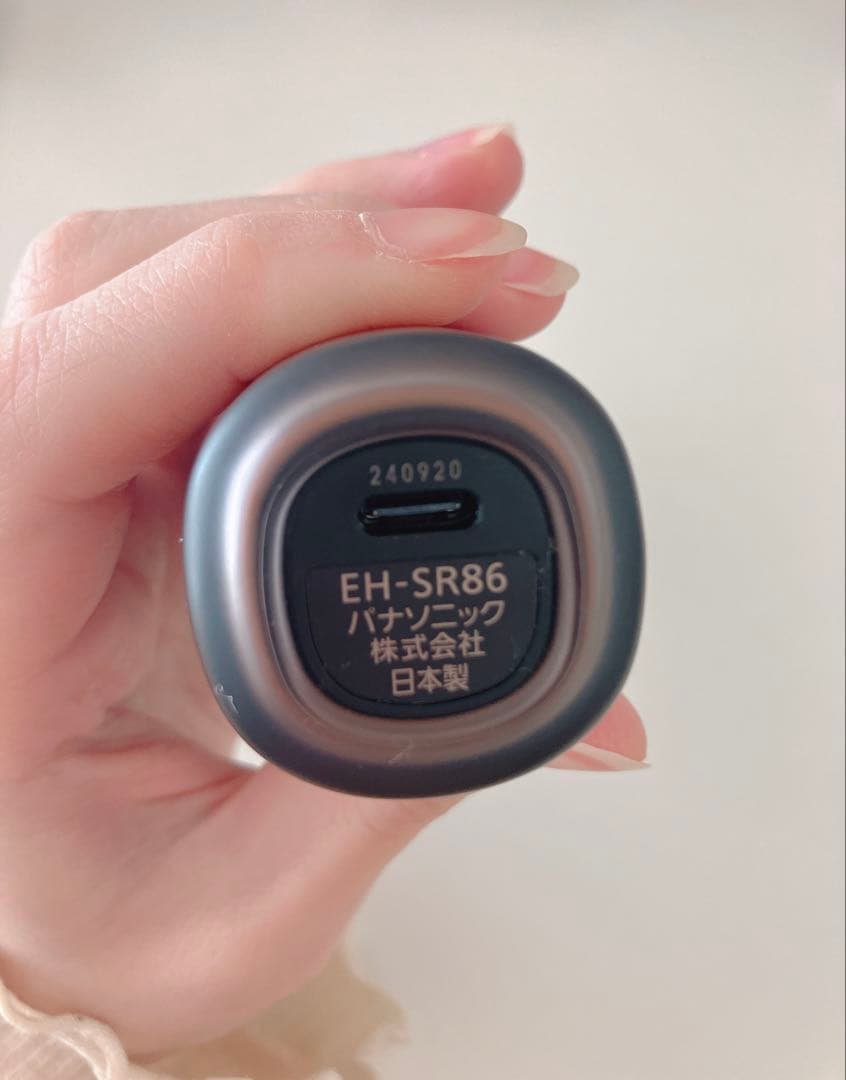 240920
EH-SR86
パナソニック
株式会社
日本製